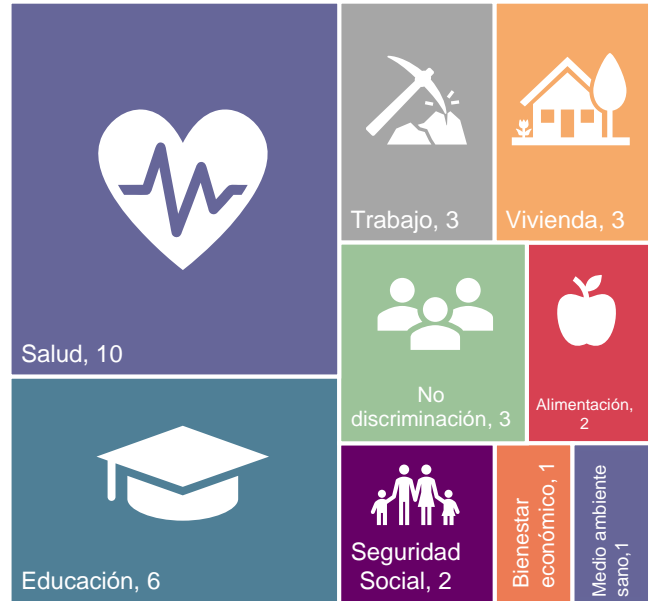 Salud, 10
Educación, 6
Trabajo, 3
Vivienda, 3
No
discriminación, 3
Alimentación,
2
Seguridad
Social, 2
Bienestar
económico, 1
Medio ambiente
sano,1